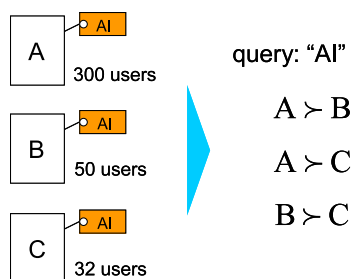 AI
A
300 users
AI
B
50 users
AI
C
32 users
query: “AI”
A ≻ B
A ≻ C
B ≻ C